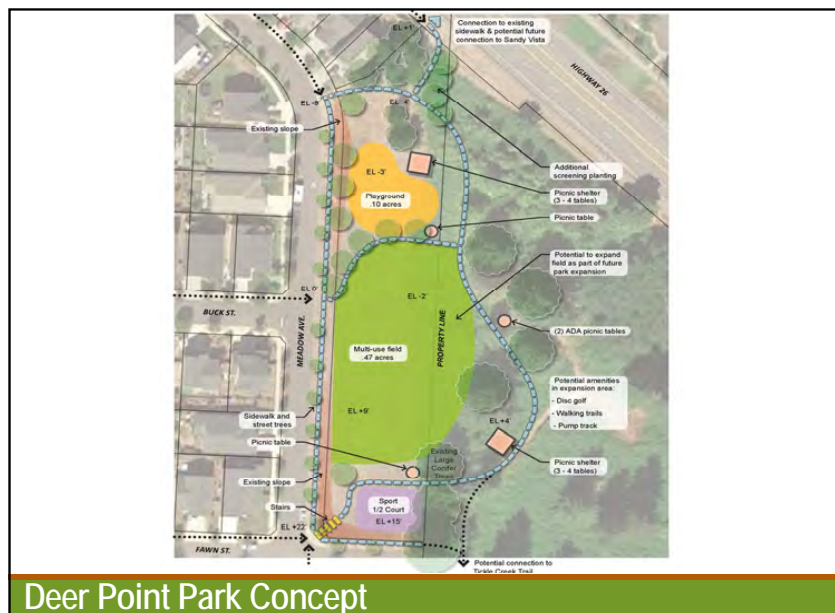 EL +1'
Connection to existing
sidewalk & potential future
connection to Sandy Vista
HIGHWAY 26
EL -4'
Existing slope
EL -3'
Playground
.10 acres
Additional
screening planting
Picnic shelter
(3 - 4 tables)
Picnic table
Potential to expand
field as part of future
park expansion
EL 0'
EL -2'
BUCK ST.
MEADOW AVE.
PROPERTY LINE
(2) ADA picnic tables
Multi-use field
.47 acres
Potential amenities
in expansion area:
- Disc golf
- Walking trails
- Pump track
EL +9'
EL +4'
Sidewalk and
street trees
Picnic table
Existing
Large
Conifer
Trees
Picnic shelter
(3 - 4 tables)
Existing slope
Sport
1/2 Court
Stairs
EL +15'
EL +22'
FAWN ST.
Potential connection to
Tickle Creek Trail
Deer Point Park Concept